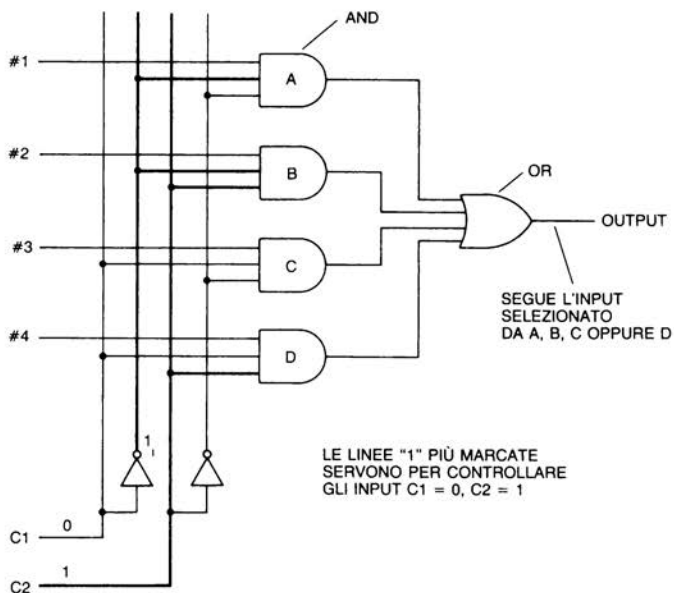 AND
#1
A
#2
B
OR
OUTPUT
#3
C
SEGUE L'INPUT
SELEZIONATO
DA A, B, C OPPURE D
#4
D
1
LE LINEE "1" PIÙ MARCATE
SERVONO PER CONTROLLARE
GLI INPUT C1 = 0, C2 = 1
C1 0
C2 1